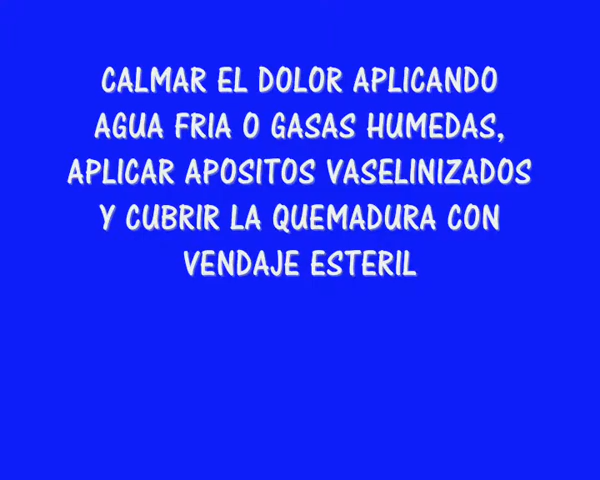 CALMAR EL DOLOR APLICANDO
AGUA FRIA O GASAS HUMEDAS,
APLICAR APOSITOS VASELINIZADOS
Y CUBRIR LA QUEMADURA CON
VENDAJE ESTERIL